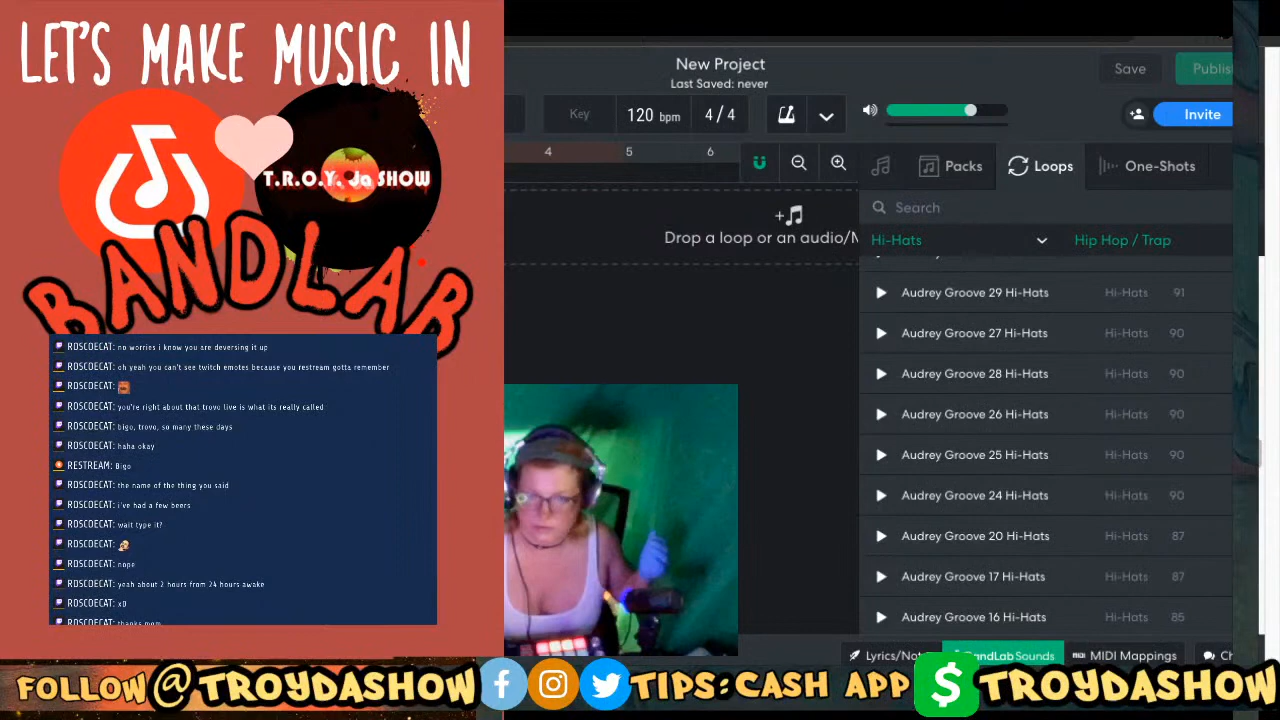 LET'S MAKE MUSIC IN
T.R.O.Y. Da SHOW
BANDLAB
ROSCOECAT: no worries i know you are deversing it up
ROSCOECAT: oh yeah you can't see twitch emotes because you restream gotta remember
ROSCOECAT:
ROSCOECAT: you're right about that trovo live is what its really called
ROSCOECAT: bigo, trovo, so many these days
ROSCOECAT: haha okay
RESTREAM: Bigo
ROSCOECAT: the name of the thing you said
ROSCOECAT: i've had a few beers
ROSCOECAT: wait type it?
ROSCOECAT:
ROSCOECAT: nope
ROSCOECAT: yeah about 2 hours from 24 hours awake
ROSCOECAT: xD
ROSCOECAT: thanks mom
New Project
Last Saved: never
Save
Publis
Key
120 bpm
4 / 4
Invite
4
5
6
Packs
Loops
One-Shots
Search
Hi-Hats
Hip Hop / Trap
Drop a loop or an audio/M
Audrey Groove 29 Hi-Hats Hi-Hats 91
Audrey Groove 27 Hi-Hats Hi-Hats 90
Audrey Groove 28 Hi-Hats Hi-Hats 90
Audrey Groove 26 Hi-Hats Hi-Hats 90
Audrey Groove 25 Hi-Hats Hi-Hats 90
Audrey Groove 24 Hi-Hats Hi-Hats 90
Audrey Groove 20 Hi-Hats Hi-Hats 87
Audrey Groove 17 Hi-Hats Hi-Hats 87
Audrey Groove 16 Hi-Hats Hi-Hats 85
Lyrics/Not
BandLab Sounds
MIDI Mappings
Ch
FOLLOW @TROYDASHOW
TIPS:CASH APP
TROYDASHOW